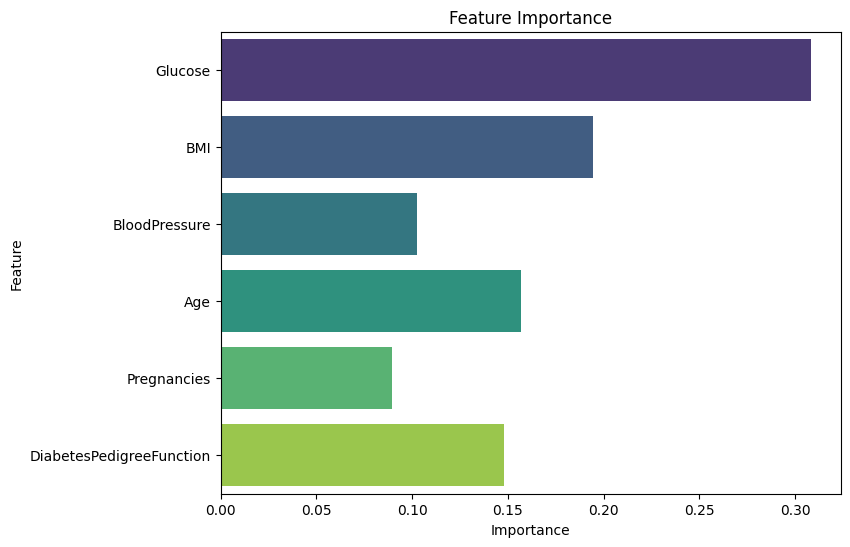 Feature Importance
Feature
Glucose
BMI
BloodPressure
Age
Pregnancies
DiabetesPedigreeFunction
0.00 0.05 0.10 0.15 0.20 0.25 0.30
Importance